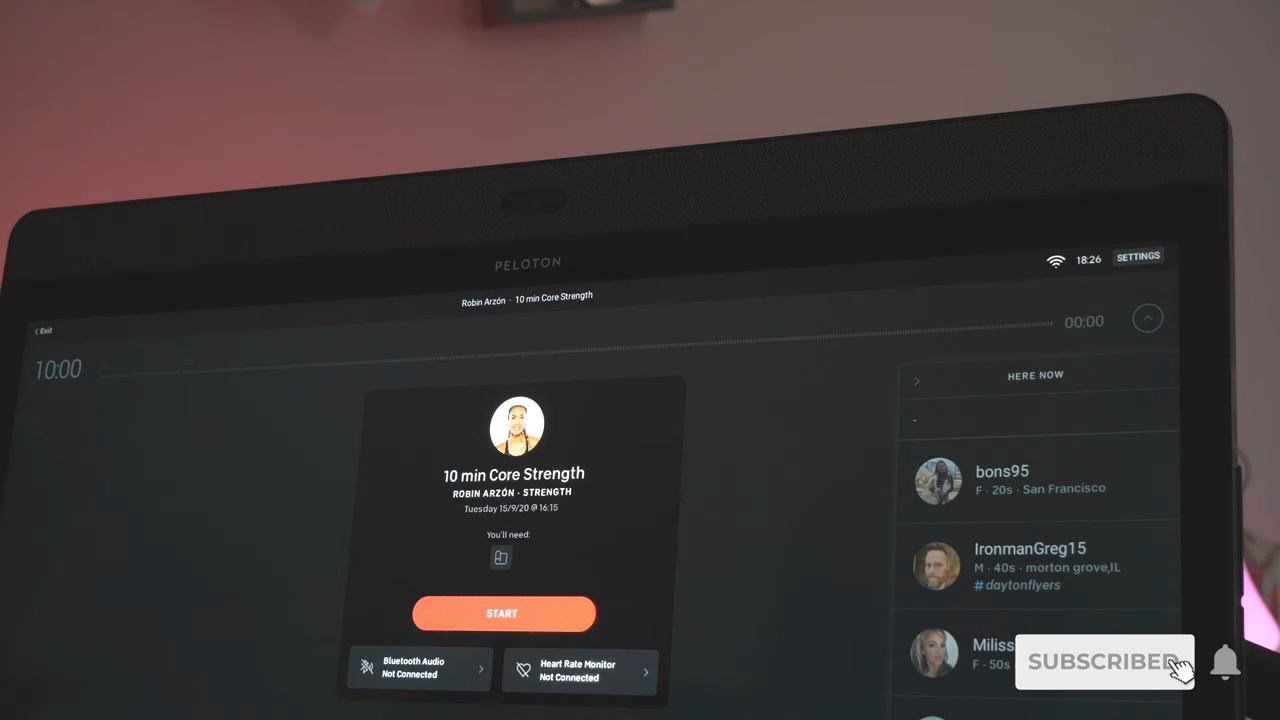 PELOTON
Robin Arzón · 10 min Core Strength
18:26
SETTINGS
< Exit
10:00
00:00
HERE NOW
-
10 min Core Strength
ROBIN ARZÓN · STRENGTH
Tuesday 15/9/20 @ 16:15
You'll need:
START
Bluetooth Audio
Not Connected
Heart Rate Monitor
Not Connected
bons95
F · 20s · San Francisco
IronmanGreg15
M · 40s · morton grove,IL
#daytonflyers
F · 50s
SUBSCRIBED